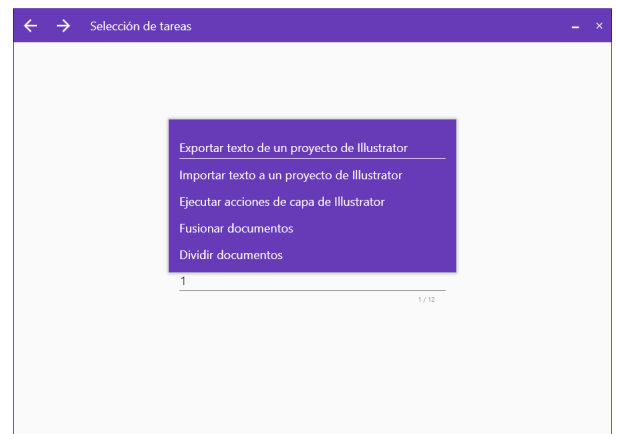 Selección de tareas
Exportar texto de un proyecto de Illustrator
Importar texto a un proyecto de Illustrator
Ejecutar acciones de capa de Illustrator
Fusionar documentos
Dividir documentos
1
1 / 12